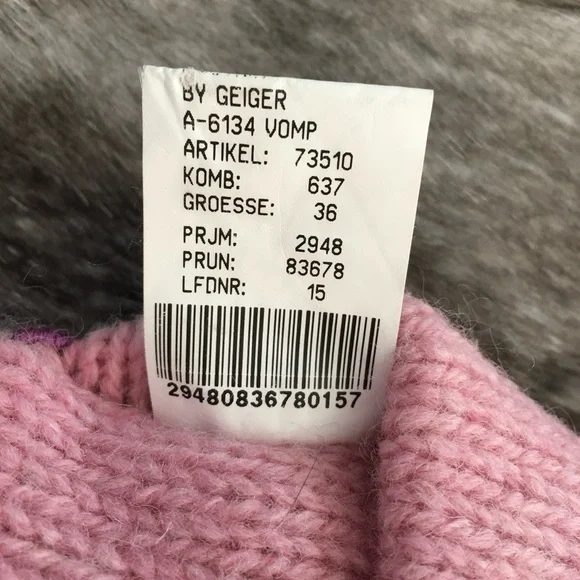 BY GEIGER
A-6134 VOMP
ARTIKEL: 73510
KOMB: 637
GROESSE: 36
PRJM: 2948
PRUN: 83678
LFDNR: 15
29480836780157